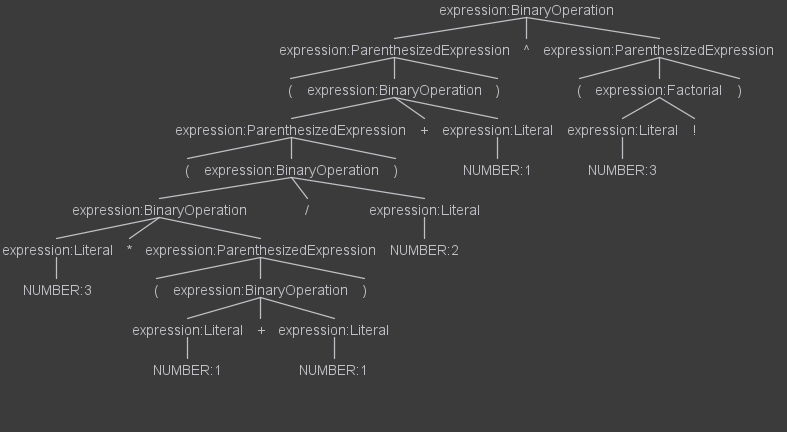 expression:BinaryOperation
expression:ParenthesizedExpression ^ expression:ParenthesizedExpression
( expression:BinaryOperation ) ( expression:Factorial )
expression:ParenthesizedExpression + expression:Literal expression:Literal !
( expression:BinaryOperation ) NUMBER:1 NUMBER:3
expression:BinaryOperation / expression:Literal
expression:Literal * expression:ParenthesizedExpression NUMBER:2
NUMBER:3 ( expression:BinaryOperation )
expression:Literal + expression:Literal
NUMBER:1 NUMBER:1